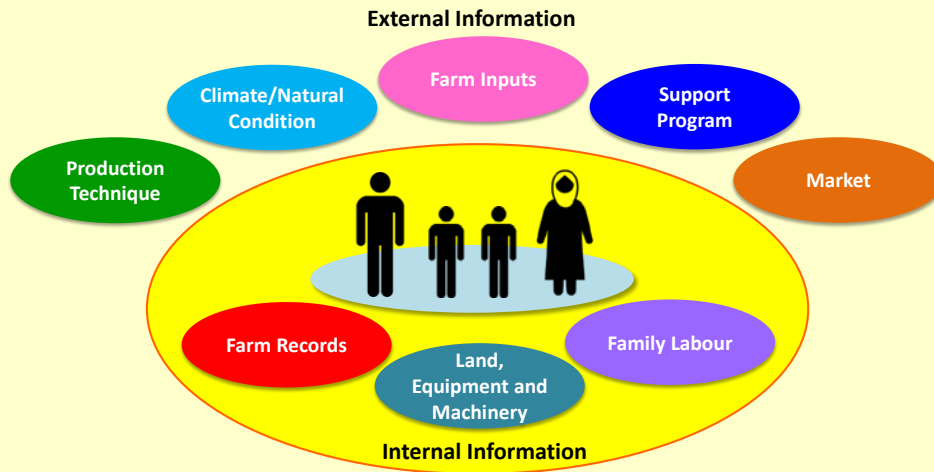 External Information
Farm Inputs
Climate/Natural
Condition
Support
Program
Production
Technique
Market
Farm Records
Family Labour
Land,
Equipment and
Machinery
Internal Information